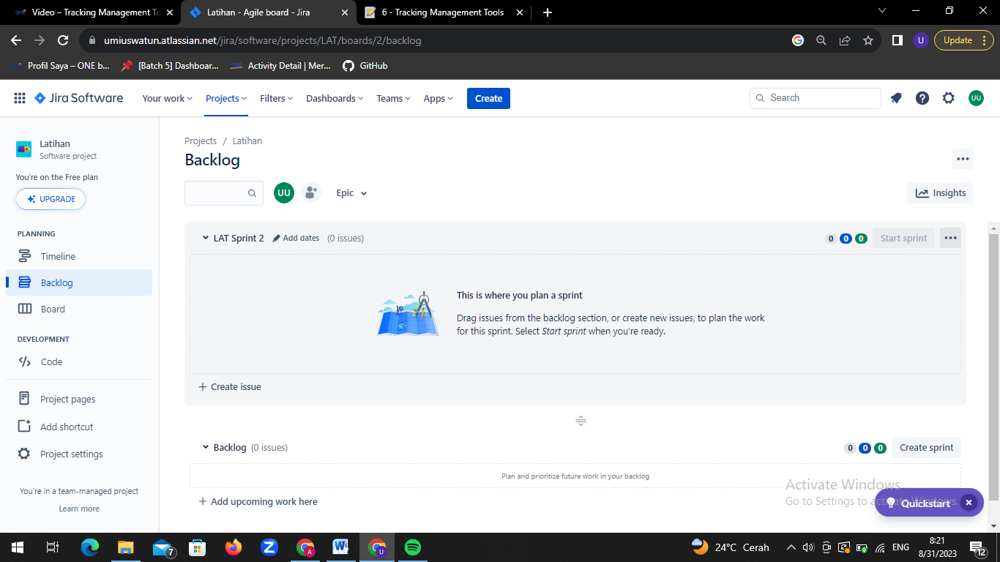 Video – Tracking Management To
Latihan - Agile board - Jira
6 - Tracking Management Tools
umiuswatun.atlassian.net/jira/software/projects/LAT/boards/2/backlog
U
Update
Profil Saya – ONE b...
[Batch 5] Dashboar...
Activity Detail | Mer...
GitHub
Jira Software
Your work
Projects
Filters
Dashboards
Teams
Apps
Create
Search
UU
Latihan
Software project
You're on the Free plan
UPGRADE
PLANNING
Timeline
Backlog
Board
DEVELOPMENT
Code
Project pages
Add shortcut
Project settings
You're in a team-managed project
Learn more
Projects / Latihan
Backlog
UU
Epic
Insights
LAT Sprint 2 Add dates (0 issues)
0 0 0 Start sprint
This is where you plan a sprint
Drag issues from the backlog section, or create new issues, to plan the work
for this sprint. Select Start sprint when you're ready.
+ Create issue
Backlog (0 issues)
0 0 0 Create sprint
Plan and prioritize future work in your backlog
+ Add upcoming work here
Activate Windows
Go to Settings to activate Windows.
Quickstart
7
A
U
24°C Cerah
ENG
8:21
8/31/2023
12